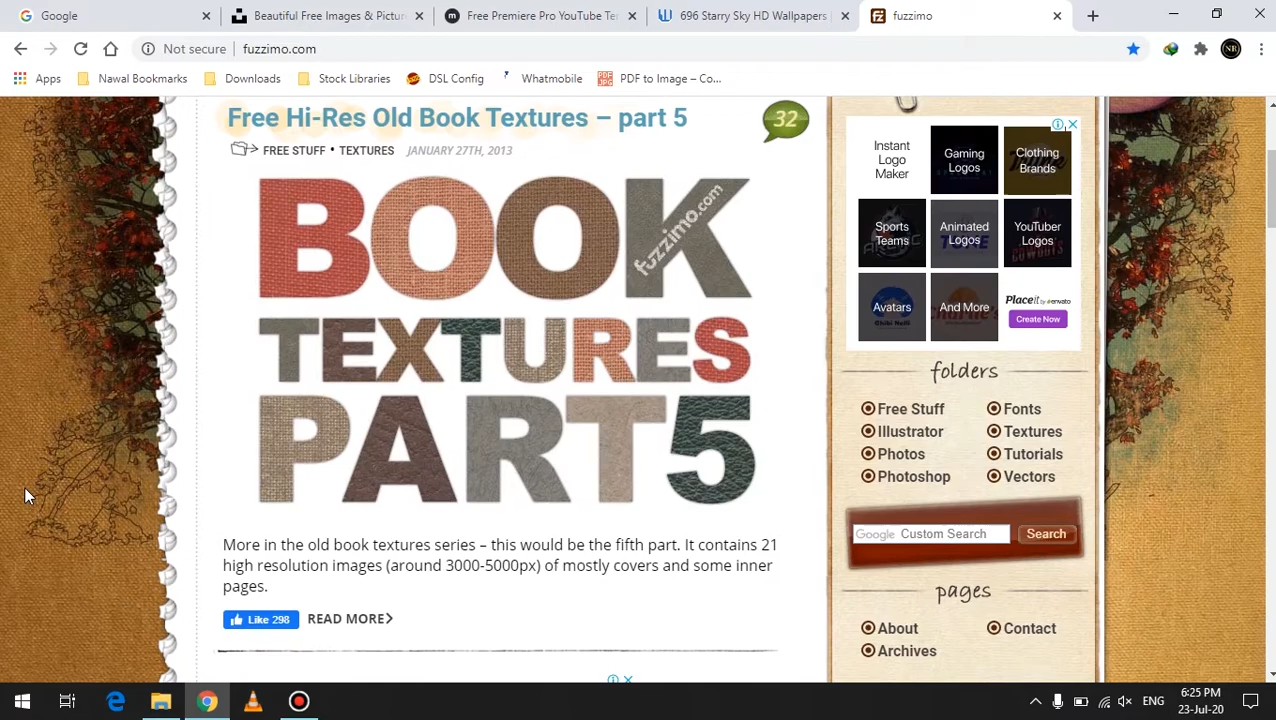 Google
Beautiful Free Images & Picture
Free Premiere Pro YouTube Te
696 Starry Sky HD Wallpapers
fuzzimo
Not secure fuzzimo.com
NB
Apps
Nawal Bookmarks
Downloads
Stock Libraries
DSL Config
Whatmobile
PDF to Image – Co...
Free Hi-Res Old Book Textures – part 5
32
FREE STUFF • TEXTURES JANUARY 27TH, 2013
BOOK
fuzzimo.com
TEXTURES
PART5
More in the old book textures series – this would be the fifth part. It contains 21
high resolution images (around 3000-5000px) of mostly covers and some inner
pages.
Like 298
READ MORE
Instant
Logo
Maker
Gaming
Logos
Clothing
Brands
Sports
Teams
Animated
Logos
YouTuber
Logos
Avatars
And More
Placeit by envato
Create Now
folders
Free Stuff
Fonts
Illustrator
Textures
Photos
Tutorials
Photoshop
Vectors
Google Custom Search
Search
pages
About
Contact
Archives
ENG
6:25 PM
23-Jul-20